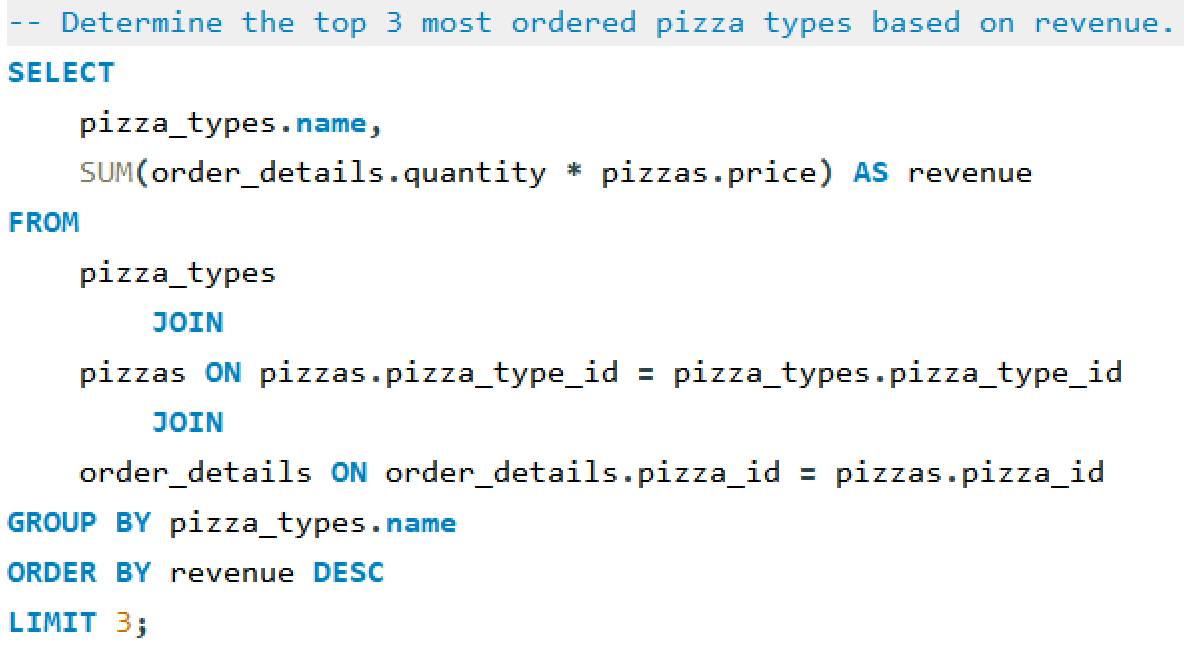 -- Determine the top 3 most ordered pizza types based on revenue.
SELECT
    pizza_types.name,
    SUM(order_details.quantity * pizzas.price) AS revenue
FROM
    pizza_types
        JOIN
    pizzas ON pizzas.pizza_type_id = pizza_types.pizza_type_id
        JOIN
    order_details ON order_details.pizza_id = pizzas.pizza_id
GROUP BY pizza_types.name
ORDER BY revenue DESC
LIMIT 3;